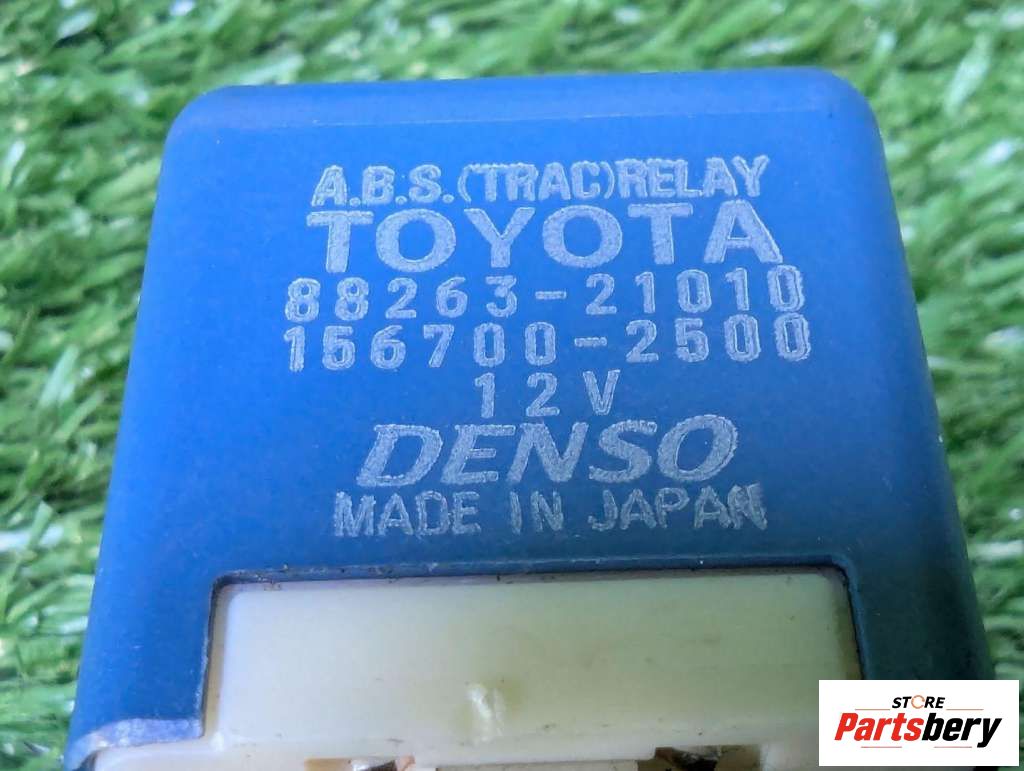 A.B.S.(TRAC)RELAY
TOYOTA
88263-21010
156700-2500
12V
DENSO
MADE IN JAPAN
STORE
Partsbery